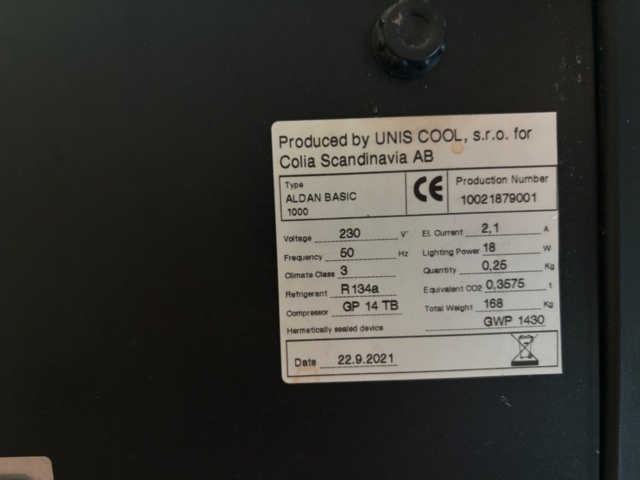 Produced by UNIS COOL, s.r.o. for
Colia Scandinavia AB
Type
ALDAN BASIC
1000
CE
Production Number
10021879001
Voltage 230 V
El. Current 2,1 A
Frequency 50 Hz
Lighting Power 18 W
Climate Class 3
Quantity 0,25 Kg
Refrigerant R134a
Equivalent CO2 0,3575 t
Compressor GP 14 TB
Total Weight 168 Kg
Hermetically sealed device
GWP 1430
Date 22.9.2021